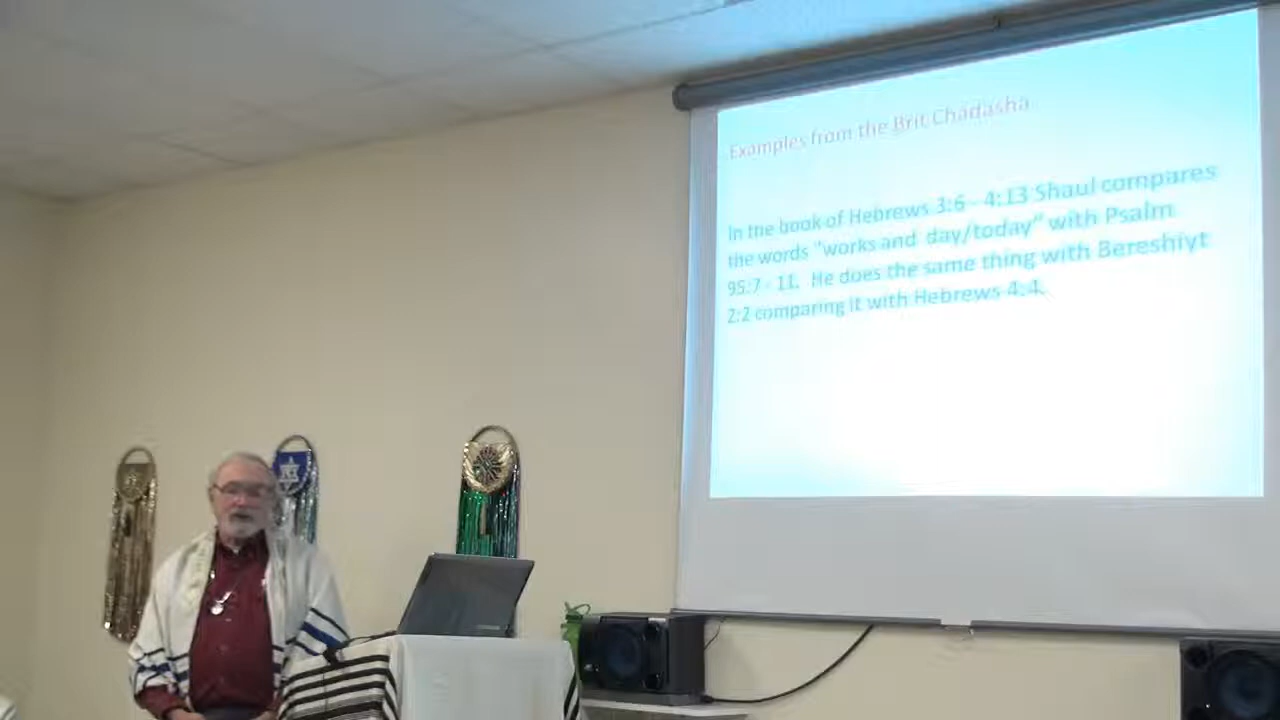 Examples from the Brit Chadasha
In the book of Hebrews 3:6 - 4:13 Shaul compares
the words "works and day/today" with Psalm
95:7 - 11. He does the same thing with Bereshiyt
2:2 comparing it with Hebrews 4:4.